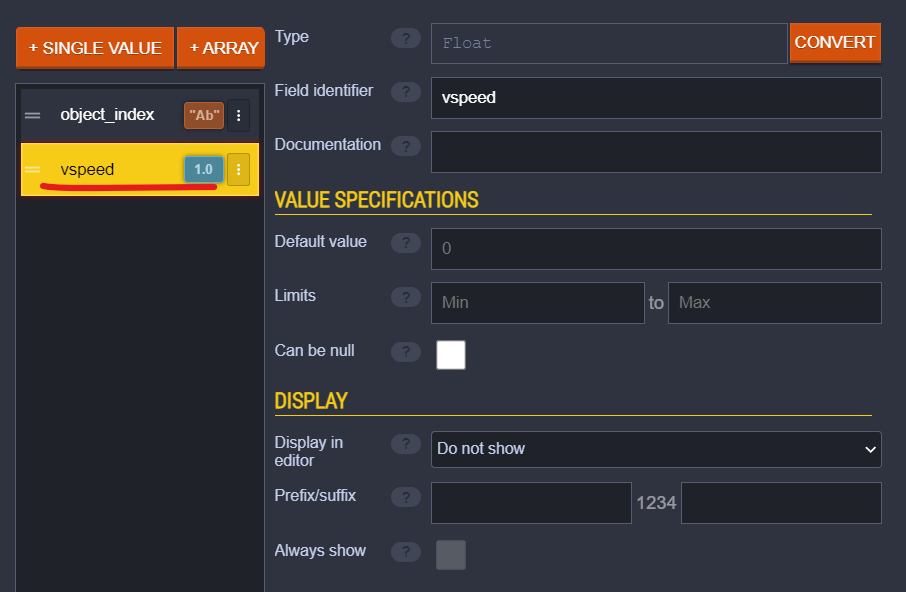 + SINGLE VALUE
+ ARRAY
object_index
"Ab"
vspeed
1.0
Type
?
Float
CONVERT
Field identifier
?
vspeed
Documentation
?
VALUE SPECIFICATIONS
Default value
?
0
Limits
?
Min
to
Max
Can be null
?
DISPLAY
Display in
editor
?
Do not show
Prefix/suffix
?
1234
Always show
?